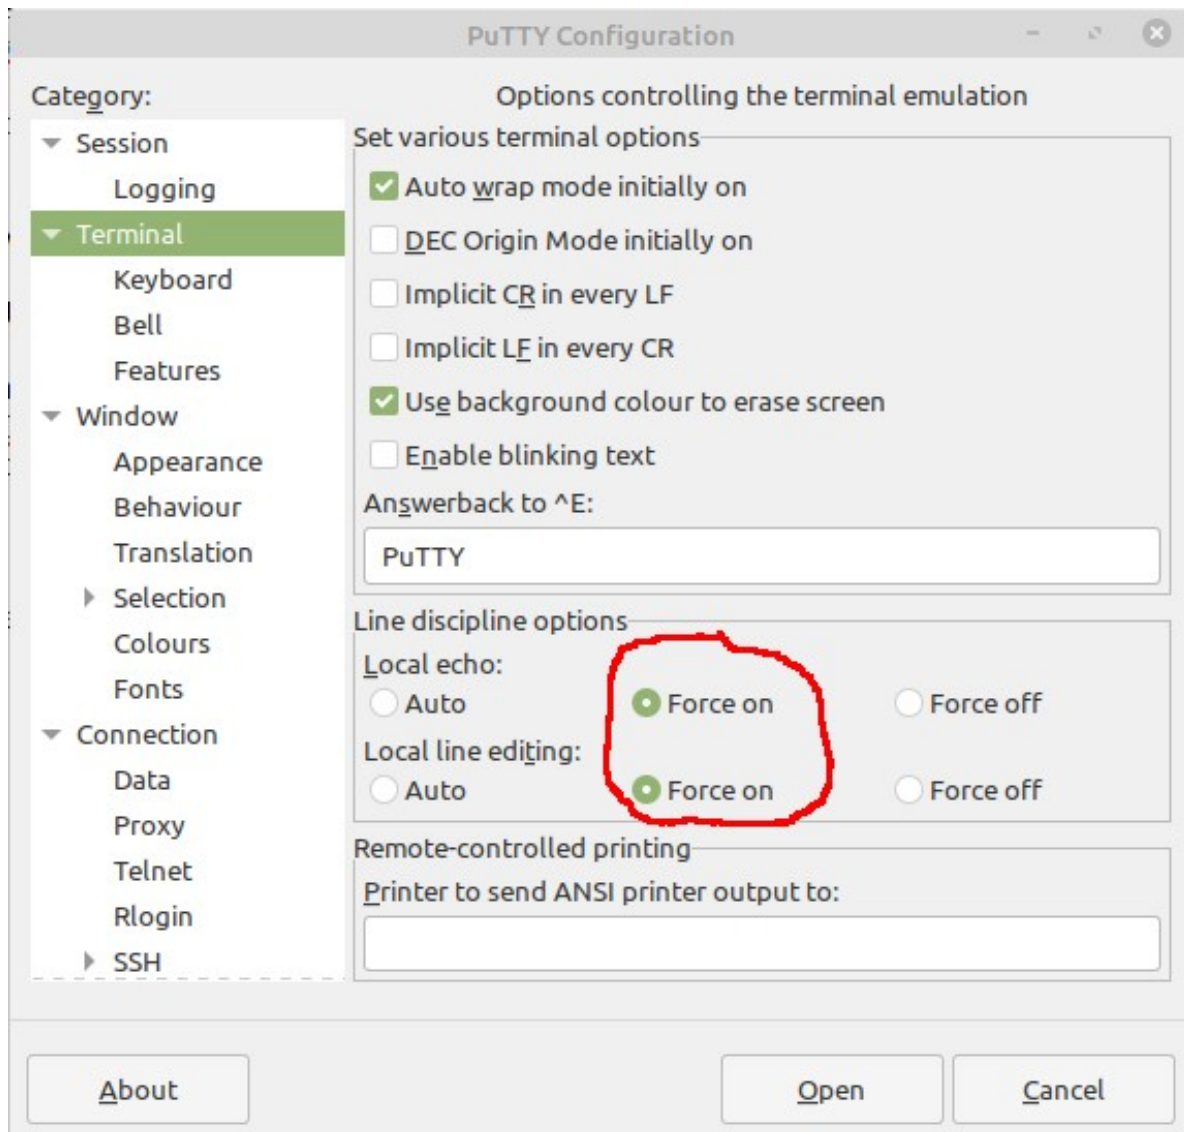 PuTTY Configuration
Category:
Options controlling the terminal emulation
Session
Logging
Terminal
Keyboard
Bell
Features
Window
Appearance
Behaviour
Translation
Selection
Colours
Fonts
Connection
Data
Proxy
Telnet
Rlogin
SSH
Set various terminal options
Auto wrap mode initially on
DEC Origin Mode initially on
Implicit CR in every LF
Implicit LF in every CR
Use background colour to erase screen
Enable blinking text
Answerback to ^E:
PuTTY
Line discipline options
Local echo:
Auto Force on Force off
Local line editing:
Auto Force on Force off
Remote-controlled printing
Printer to send ANSI printer output to:
About Open Cancel